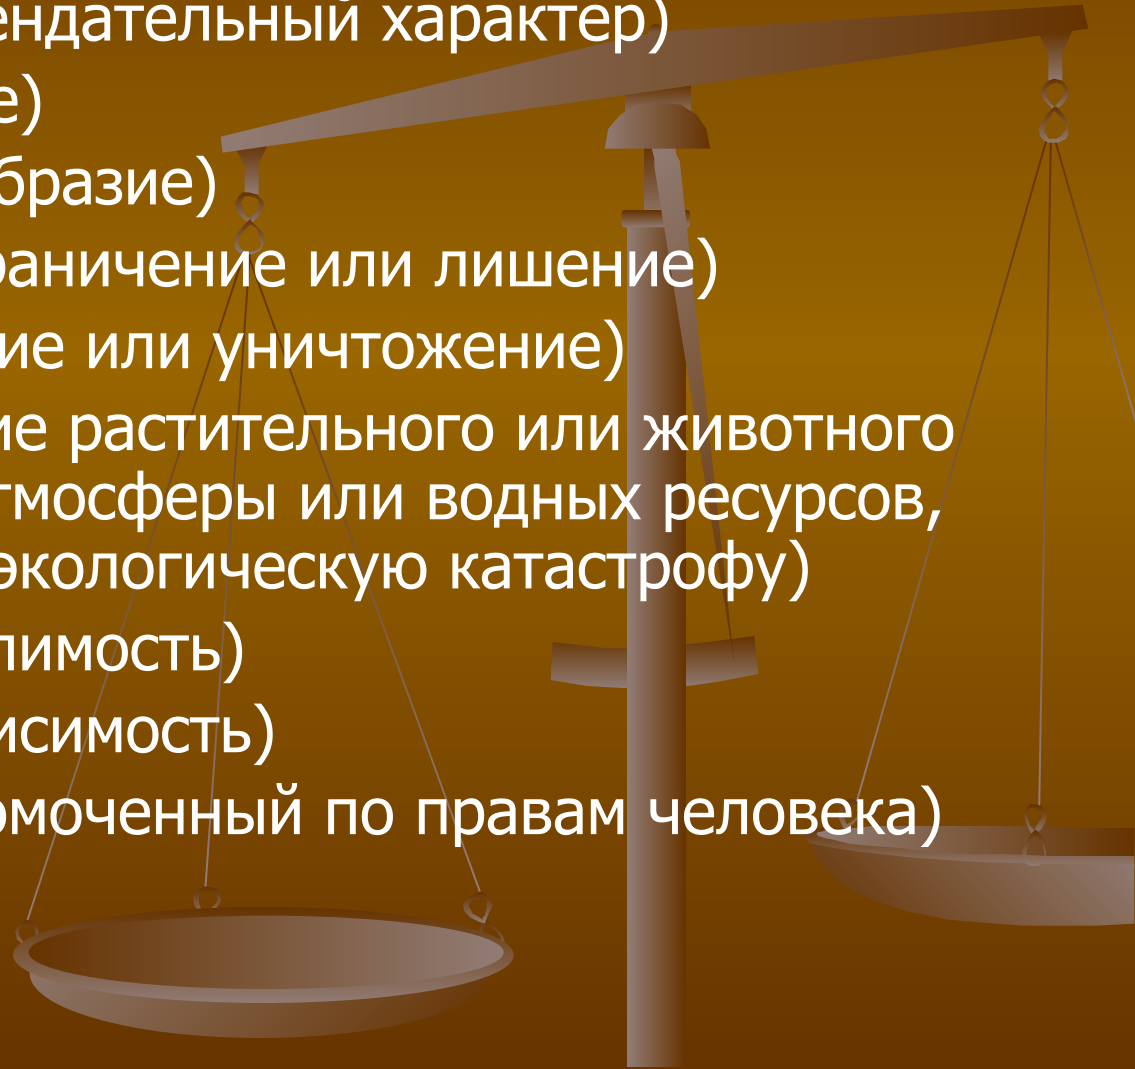 ендательный характер)
е)
бразие)
раничение или лишение)
ие или уничтожение)
ие растительного или животного
тмосферы или водных ресурсов,
экологическую катастрофу)
лимость)
исимость)
омоченный по правам человека)